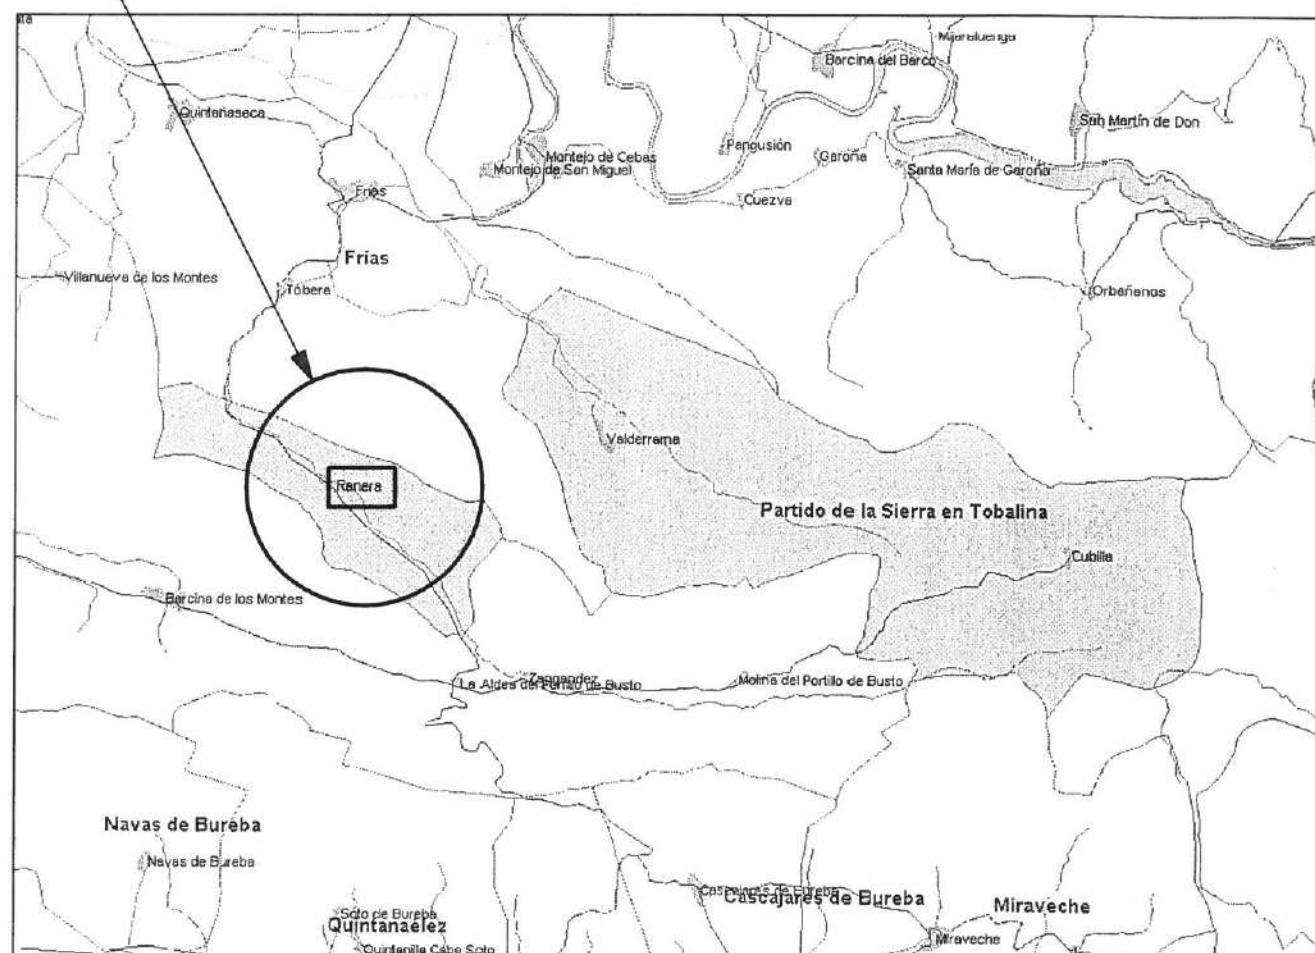 Mijaraluenga
Barcina del Barco
Quintanaseca
San Martín de Don
Montejo de Cebas
Pangusión
Garoña
Montejo de San Miguel
Santa María de Garoña
Frías
Cuezva
Frías
Villanueva de los Montes
Tobera
Orbañanos
Valderrama
Ranera
Partido de la Sierra en Tobalina
Cubilla
Barcina de los Montes
Zangandez
La Aldea del Portillo de Busto
Molina del Portillo de Busto
Navas de Bureba
Navas de Bureba
Cascajares de Bureba
Cascajares de Bureba
Miraveche
Soto de Bureba
Quintanaélez
Miraveche
Quintanilla Cabe Soto